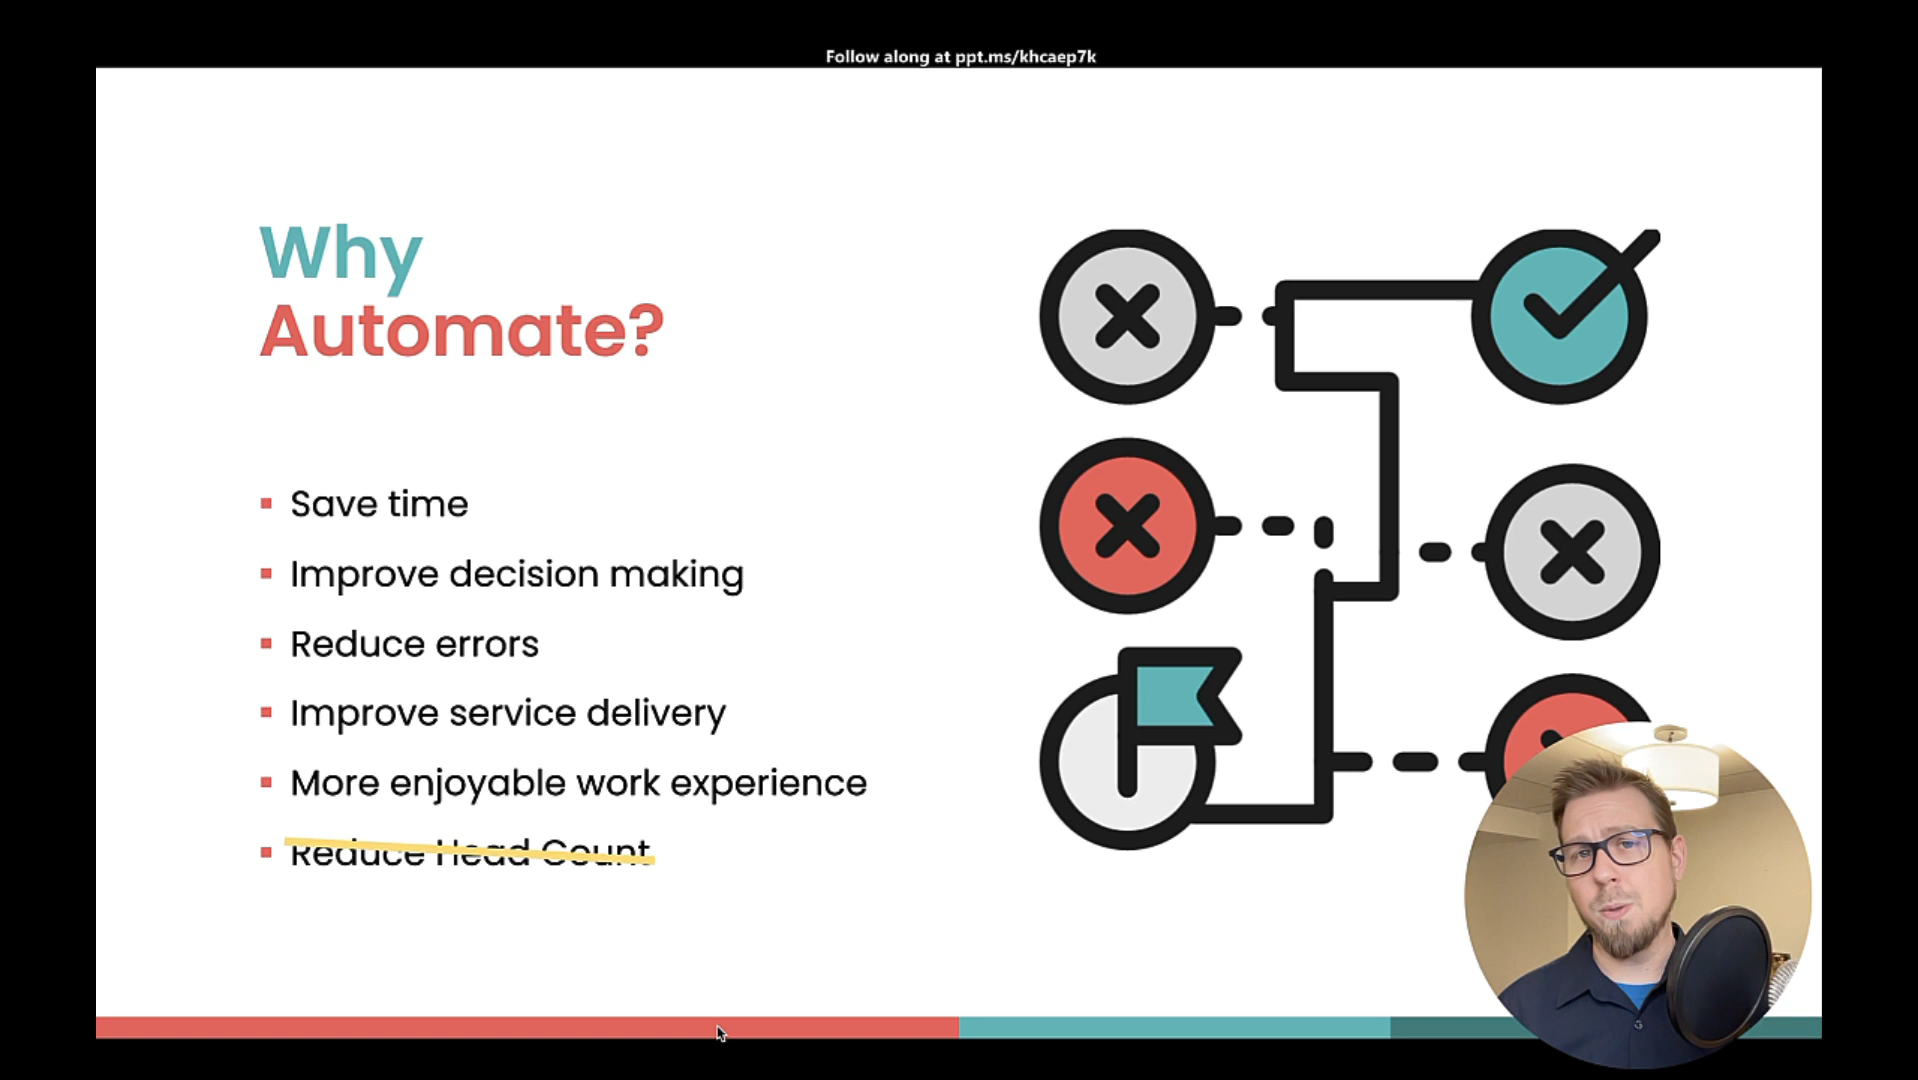 Follow along at ppt.ms/khcaep7k
Why
Automate?
Save time
Improve decision making
Reduce errors
Improve service delivery
More enjoyable work experience
Reduce Head Count